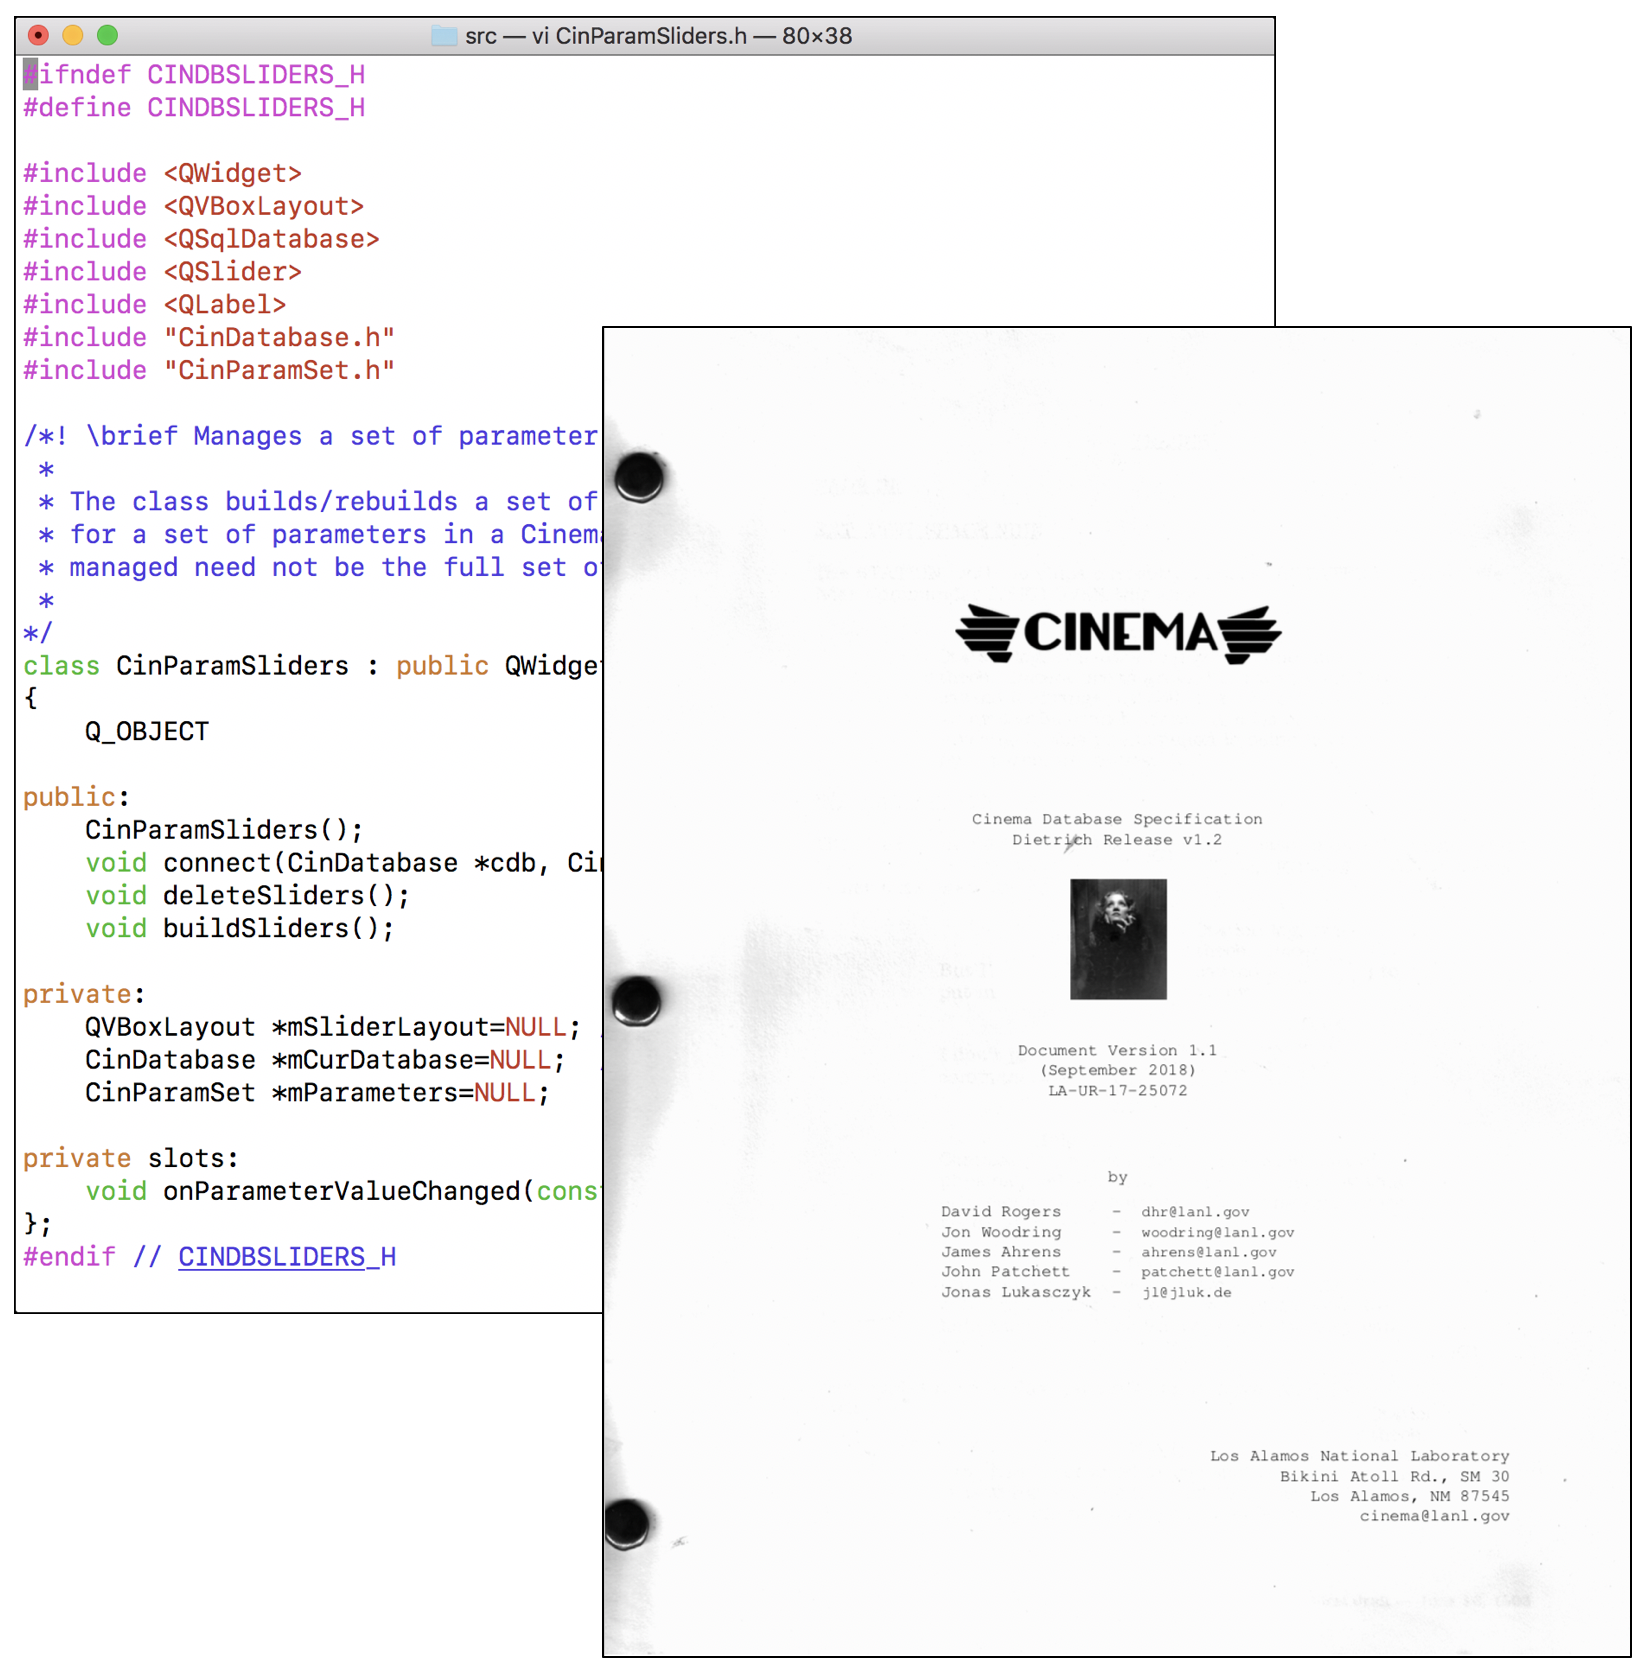 src — vi CinParamSliders.h — 80×38
#ifndef CINDBSLIDERS_H
#define CINDBSLIDERS_H
#include <QWidget>
#include <QVBoxLayout>
#include <QSqlDatabase>
#include <QSlider>
#include <QLabel>
#include "CinDatabase.h"
#include "CinParamSet.h"
/*! \brief Manages a set of parameter
*
* The class builds/rebuilds a set of
* for a set of parameters in a Cinema
* managed need not be the full set of
*
*/
class CinParamSliders : public QWidget
{
Q_OBJECT
public:
CinParamSliders();
void connect(CinDatabase *cdb, Cin
void deleteSliders();
void buildSliders();
private:
QVBoxLayout *mSliderLayout=NULL; /
CinDatabase *mCurDatabase=NULL; /
CinParamSet *mParameters=NULL;
private slots:
void onParameterValueChanged(const
};
#endif // CINDBSLIDERS_H
CINEMA
Cinema Database Specification
Dietrich Release v1.2
Document Version 1.1
(September 2018)
LA-UR-17-25072
by
David Rogers - dhr@lanl.gov
Jon Woodring - woodring@lanl.gov
James Ahrens - ahrens@lanl.gov
John Patchett - patchett@lanl.gov
Jonas Lukasczyk - jl@jluk.de
Los Alamos National Laboratory
Bikini Atoll Rd., SM 30
Los Alamos, NM 87545
cinema@lanl.gov